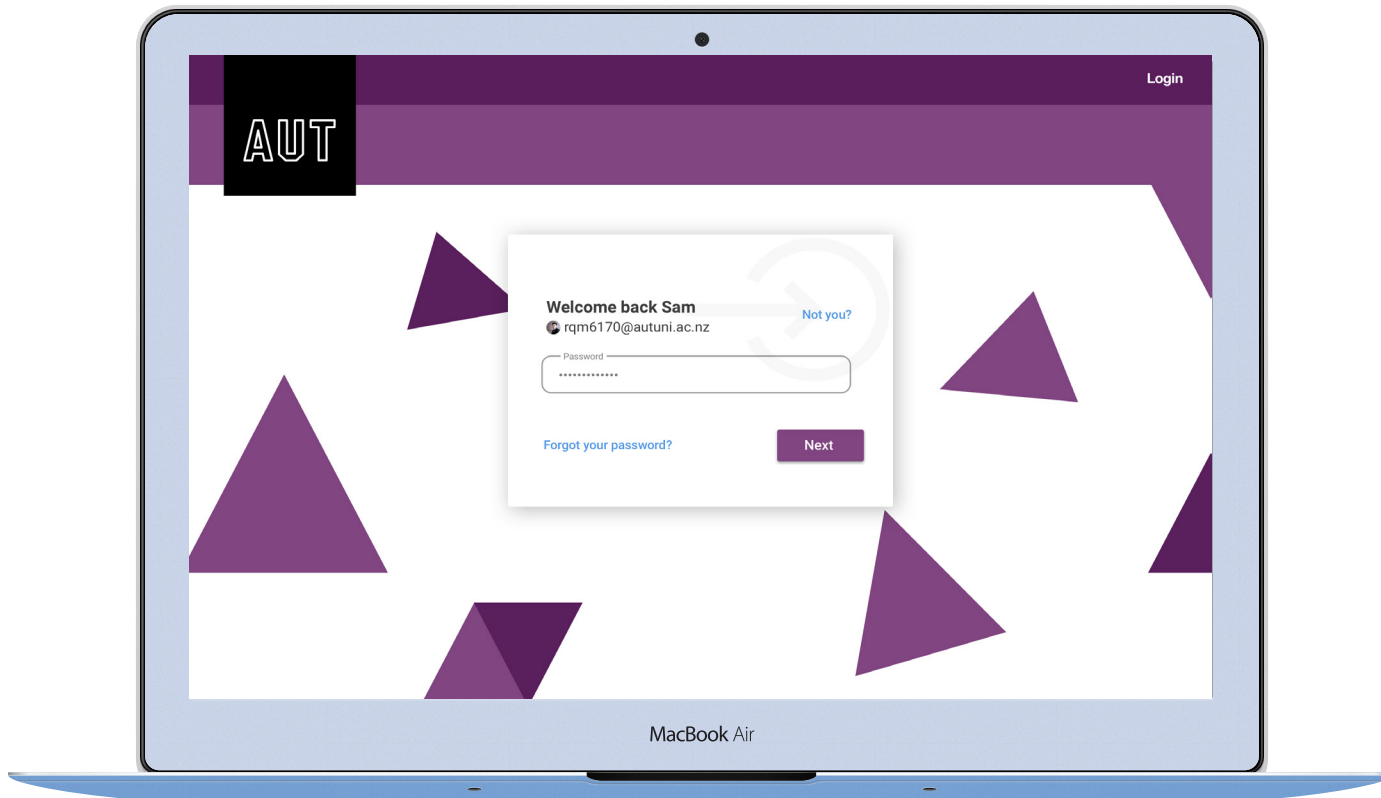 Login
AUT
Welcome back Sam
Not you?
rqm6170@autuni.ac.nz
Password
•••••••••••••
Forgot your password?
Next
MacBook Air